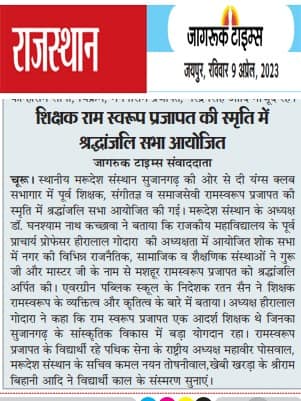 राजस्थान
जागरूक टाइम्स
जयपुर, रविवार 9 अप्रेल, 2023
शिक्षक राम स्वरूप प्रजापत की स्मृति में
श्रद्धांजलि सभा आयोजित
जागरुक टाइम्स संवाददाता
चूरू। स्थानीय मरूदेश संस्थान सुजानगढ़ की ओर से दी यंग्स क्लब
सभागार में पूर्व शिक्षक, संगीतज्ञ व समाजसेवी रामस्वरूप प्रजापत की
स्मृति में श्रद्धांजलि सभा आयोजित की गई। मरूदेश संस्थान के अध्यक्ष
डॉ. घनश्याम नाथ कच्छावा ने बताया कि राजकीय महाविद्यालय के पूर्व
प्राचार्य प्रोफेसर हीरालाल गोदारा की अध्यक्षता में आयोजित शोक सभा
में नगर की विभिन्न राजनैतिक, सामाजिक व शैक्षणिक संस्थाओं ने गुरू
जी और मास्टर जी के नाम से मशहूर रामस्वरूप प्रजापत को श्रद्धांजलि
अर्पित की। एवरग्रीन पब्लिक स्कूल के निदेशक रतन सैन ने शिक्षक
रामस्वरूप के व्यक्तित्व और कृतित्व के बारे में बताया। अध्यक्ष हीरालाल
गोदारा ने कहा कि राम स्वरूप प्रजापत एक आदर्श शिक्षक थे जिनका
सुजानगढ़ के सांस्कृतिक विकास में बड़ा योगदान रहा। रामस्वरूप
प्रजापत के विद्यार्थी रहे पथिक सेना के राष्ट्रीय अध्यक्ष महावीर पोसवाल,
मरूदेश संस्थान के सचिव कमल नयन तोषनीवाल,खेबी खरड़ा के श्रीराम
बिहानी आदि ने विद्यार्थी काल के संस्मरण सुनाएं।